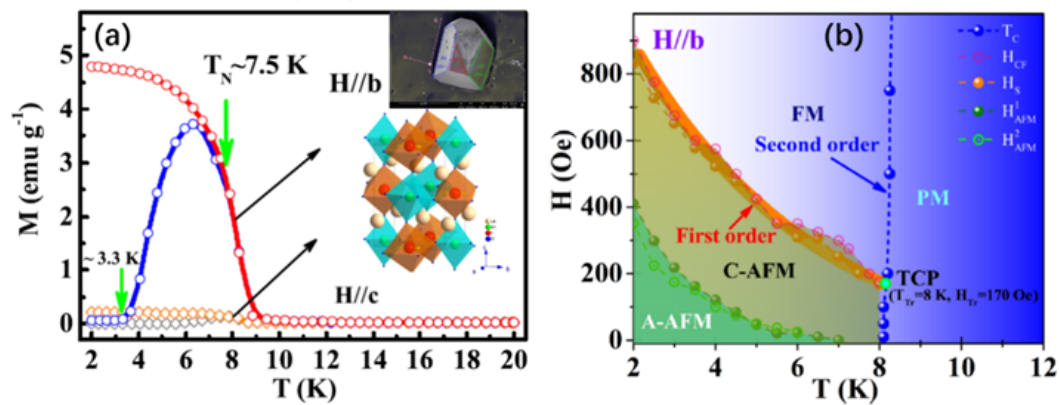 (a)
T_N~7.5 K
H//b
~ 3.3 K
H//c
M (emu g⁻¹)
5
4
3
2
1
0
2 4 6 8 10 12 14 16 18 20
T (K)
H//b
(b)
T_C
H_CF
H_S
H¹_AFM
H²_AFM
FM
Second order
PM
First order
C-AFM
TCP
(T_Tr=8 K, H_Tr=170 Oe)
A-AFM
H (Oe)
800
600
400
200
0
2 4 6 8 10 12
T (K)